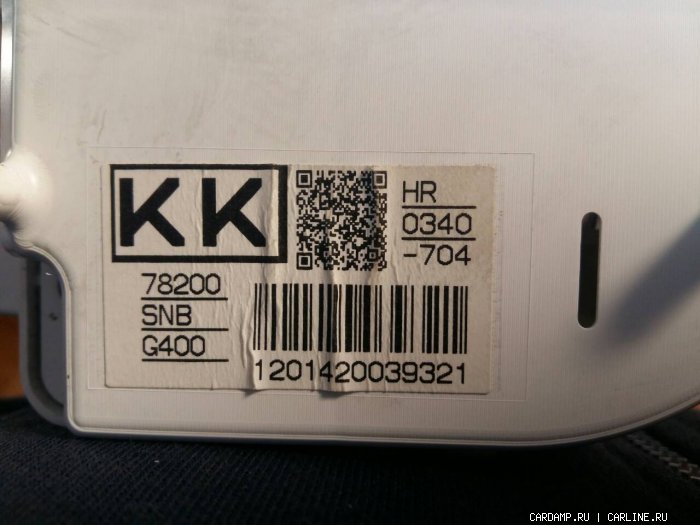 KK
HR
0340
-704
78200
SNB
G400
1201420039321
CARDAMP.RU | CARLINE.RU